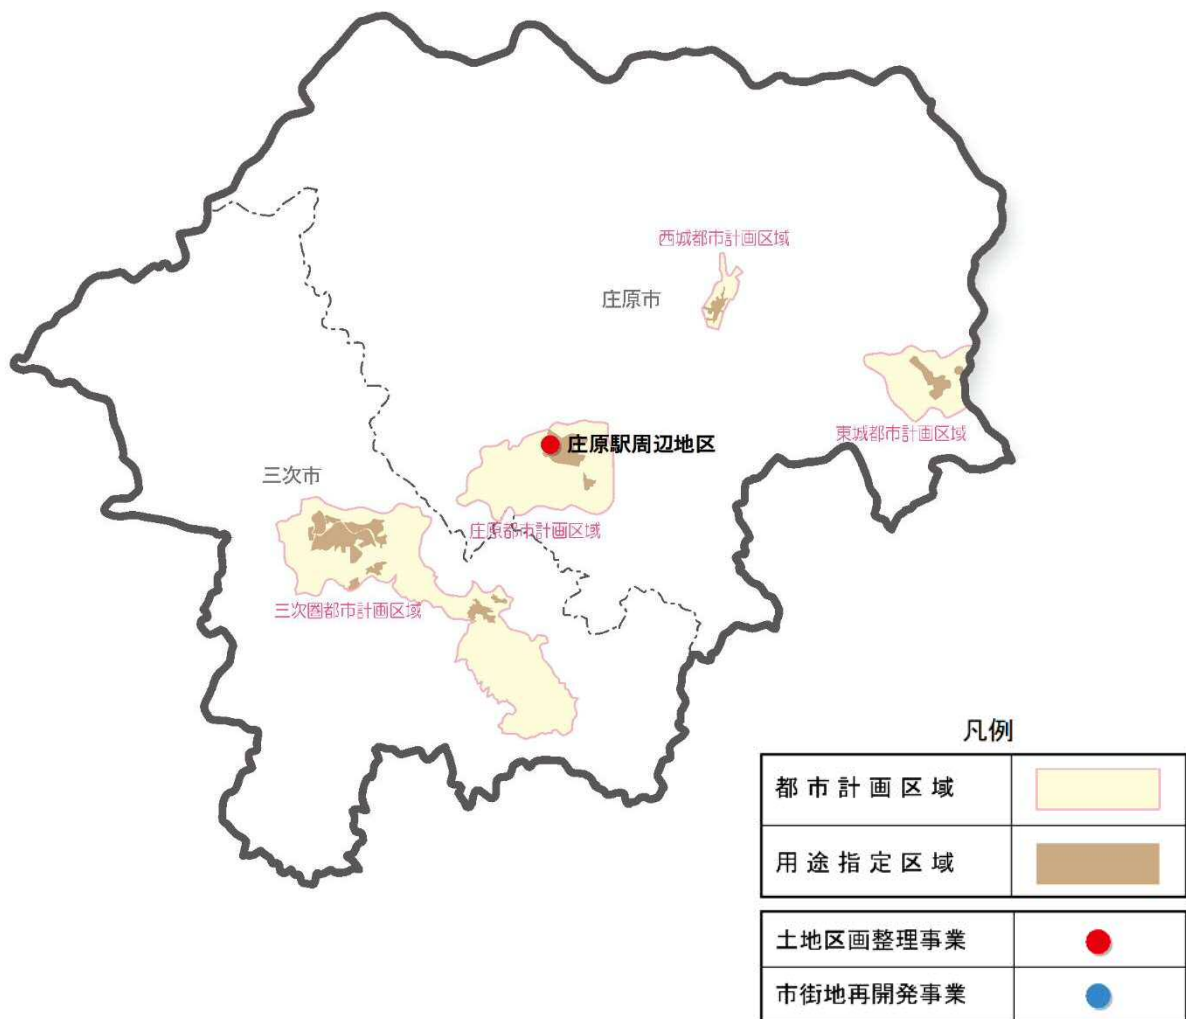 西城都市計画区域
庄原市
東城都市計画区域
庄原駅周辺地区
三次市
庄原都市計画区域
三次圏都市計画区域
凡例
都市計画区域
用途指定区域
土地区画整理事業
市街地再開発事業